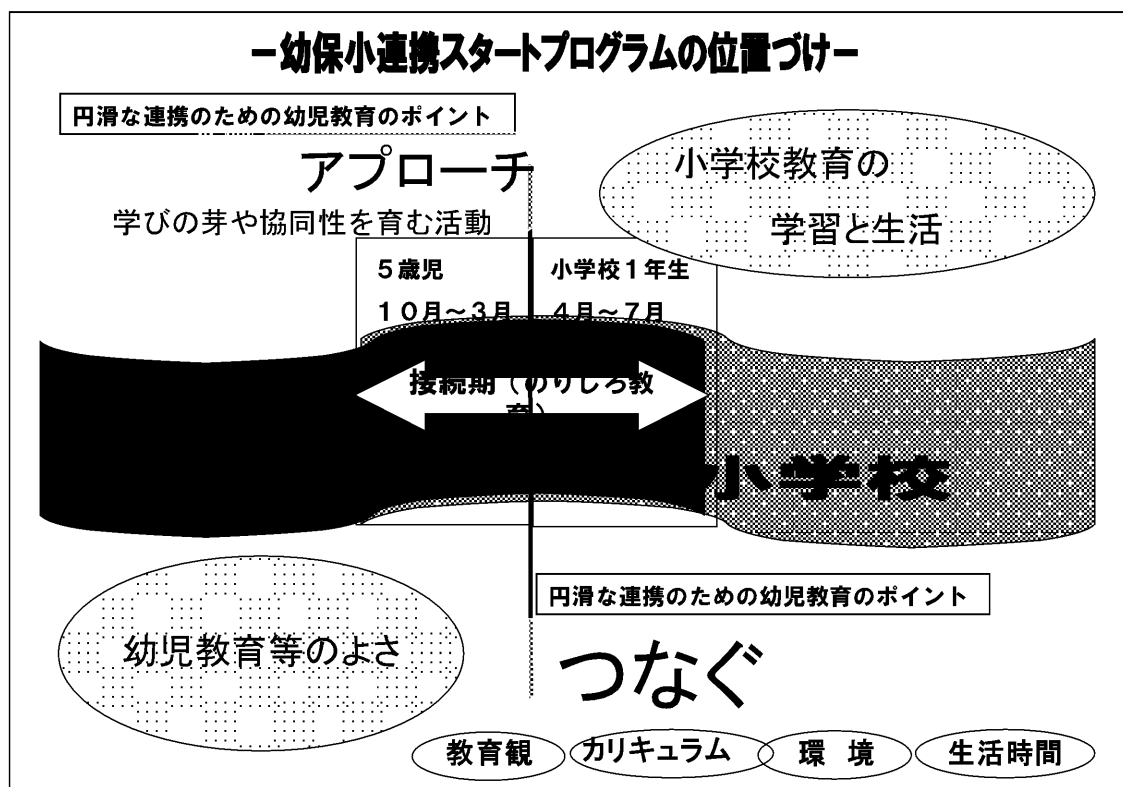 －幼保小連携スタートプログラムの位置づけ－
円滑な連携のための幼児教育のポイント
アプローチ
学びの芽や協同性を育む活動
小学校教育の
学習と生活
5歳児
小学校1年生
10月～3月
4月～7月
接続期（のりしろ教
育）
小学校
円滑な連携のための幼児教育のポイント
幼児教育等のよさ
つなぐ
教育観
カリキュラム
環　境
生活時間